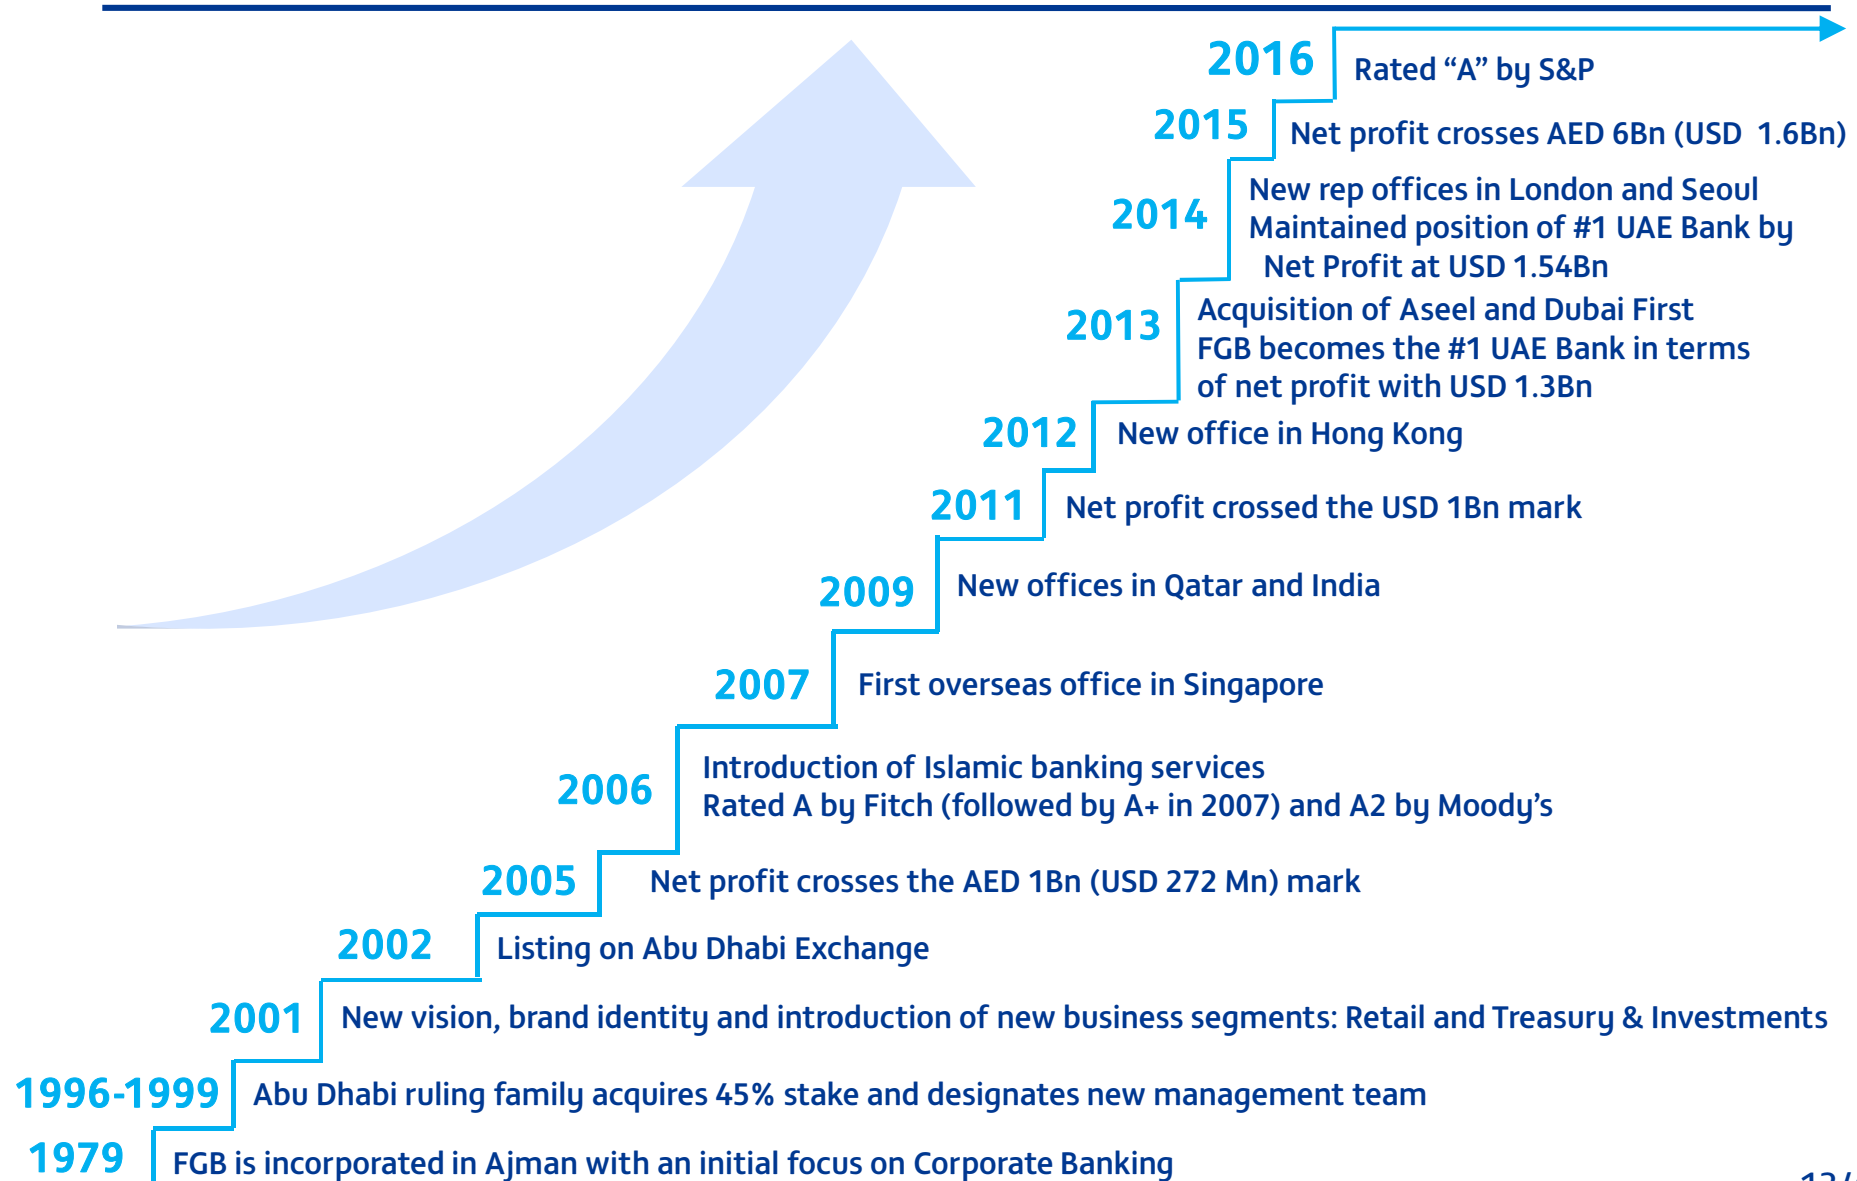 2016
Rated “A” by S&P
2015
Net profit crosses AED 6Bn (USD 1.6Bn)
2014
New rep offices in London and Seoul
Maintained position of #1 UAE Bank by
Net Profit at USD 1.54Bn
2013
Acquisition of Aseel and Dubai First
FGB becomes the #1 UAE Bank in terms
of net profit with USD 1.3Bn
2012
New office in Hong Kong
2011
Net profit crossed the USD 1Bn mark
2009
New offices in Qatar and India
2007
First overseas office in Singapore
2006
Introduction of Islamic banking services
Rated A by Fitch (followed by A+ in 2007) and A2 by Moody’s
2005
Net profit crosses the AED 1Bn (USD 272 Mn) mark
2002
Listing on Abu Dhabi Exchange
2001
New vision, brand identity and introduction of new business segments: Retail and Treasury & Investments
1996-1999
Abu Dhabi ruling family acquires 45% stake and designates new management team
1979
FGB is incorporated in Ajman with an initial focus on Corporate Banking